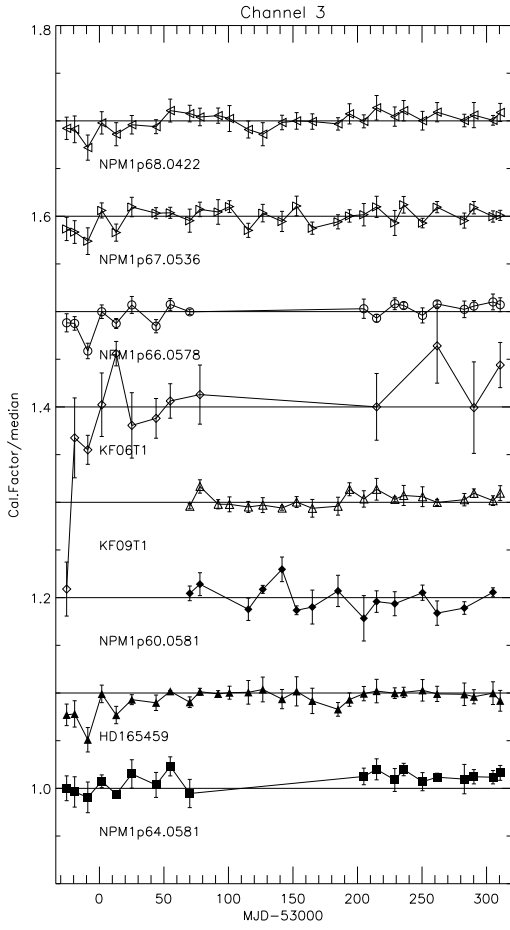 Channel 3
1.8
NPM1p68.0422
1.6
NPM1p67.0536
NPM1p66.0578
1.4
KF06T1
Cal.Factor/median
KF09T1
1.2
NPM1p60.0581
HD165459
1.0
NPM1p64.0581
0 50 100 150 200 250 300
MJD-53000